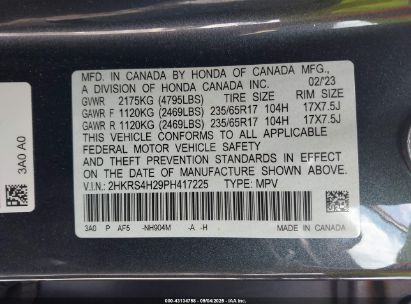 MFD. IN CANADA BY HONDA OF CANADA MFG.,
A DIVISION OF HONDA CANADA INC. 02/'23
GVWR 2175KG (4795LBS) TIRE SIZE RIM SIZE
GAWR F 1120KG (2469LBS) 235/65R17 104H 17X7.5J
GAWR R 1120KG (2469LBS) 235/65R17 104H 17X7.5J
THIS VEHICLE CONFORMS TO ALL APPLICABLE
FEDERAL MOTOR VEHICLE SAFETY AND THEFT
PREVENTION STANDARDS IN EFFECT ON THE DATE
OF MANUFACTURE SHOWN ABOVE.
V.I.N.: 2HKRS4H29PH417225 TYPE: MPV
3A0 P AF5 -NH904M -A -H
MADE IN CANADA
3A0 A0